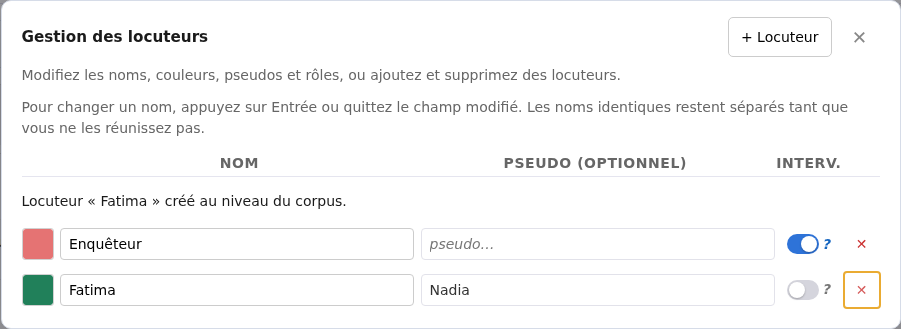 Gestion des locuteurs
+ Locuteur
×
Modifiez les noms, couleurs, pseudos et rôles, ou ajoutez et supprimez des locuteurs.
Pour changer un nom, appuyez sur Entrée ou quittez le champ modifié. Les noms identiques restent séparés tant que
vous ne les réunissez pas.
NOM PSEUDO (OPTIONNEL) INTERV.
Locuteur « Fatima » créé au niveau du corpus.
Enquêteur pseudo... ? ×
Fatima Nadia ? ×